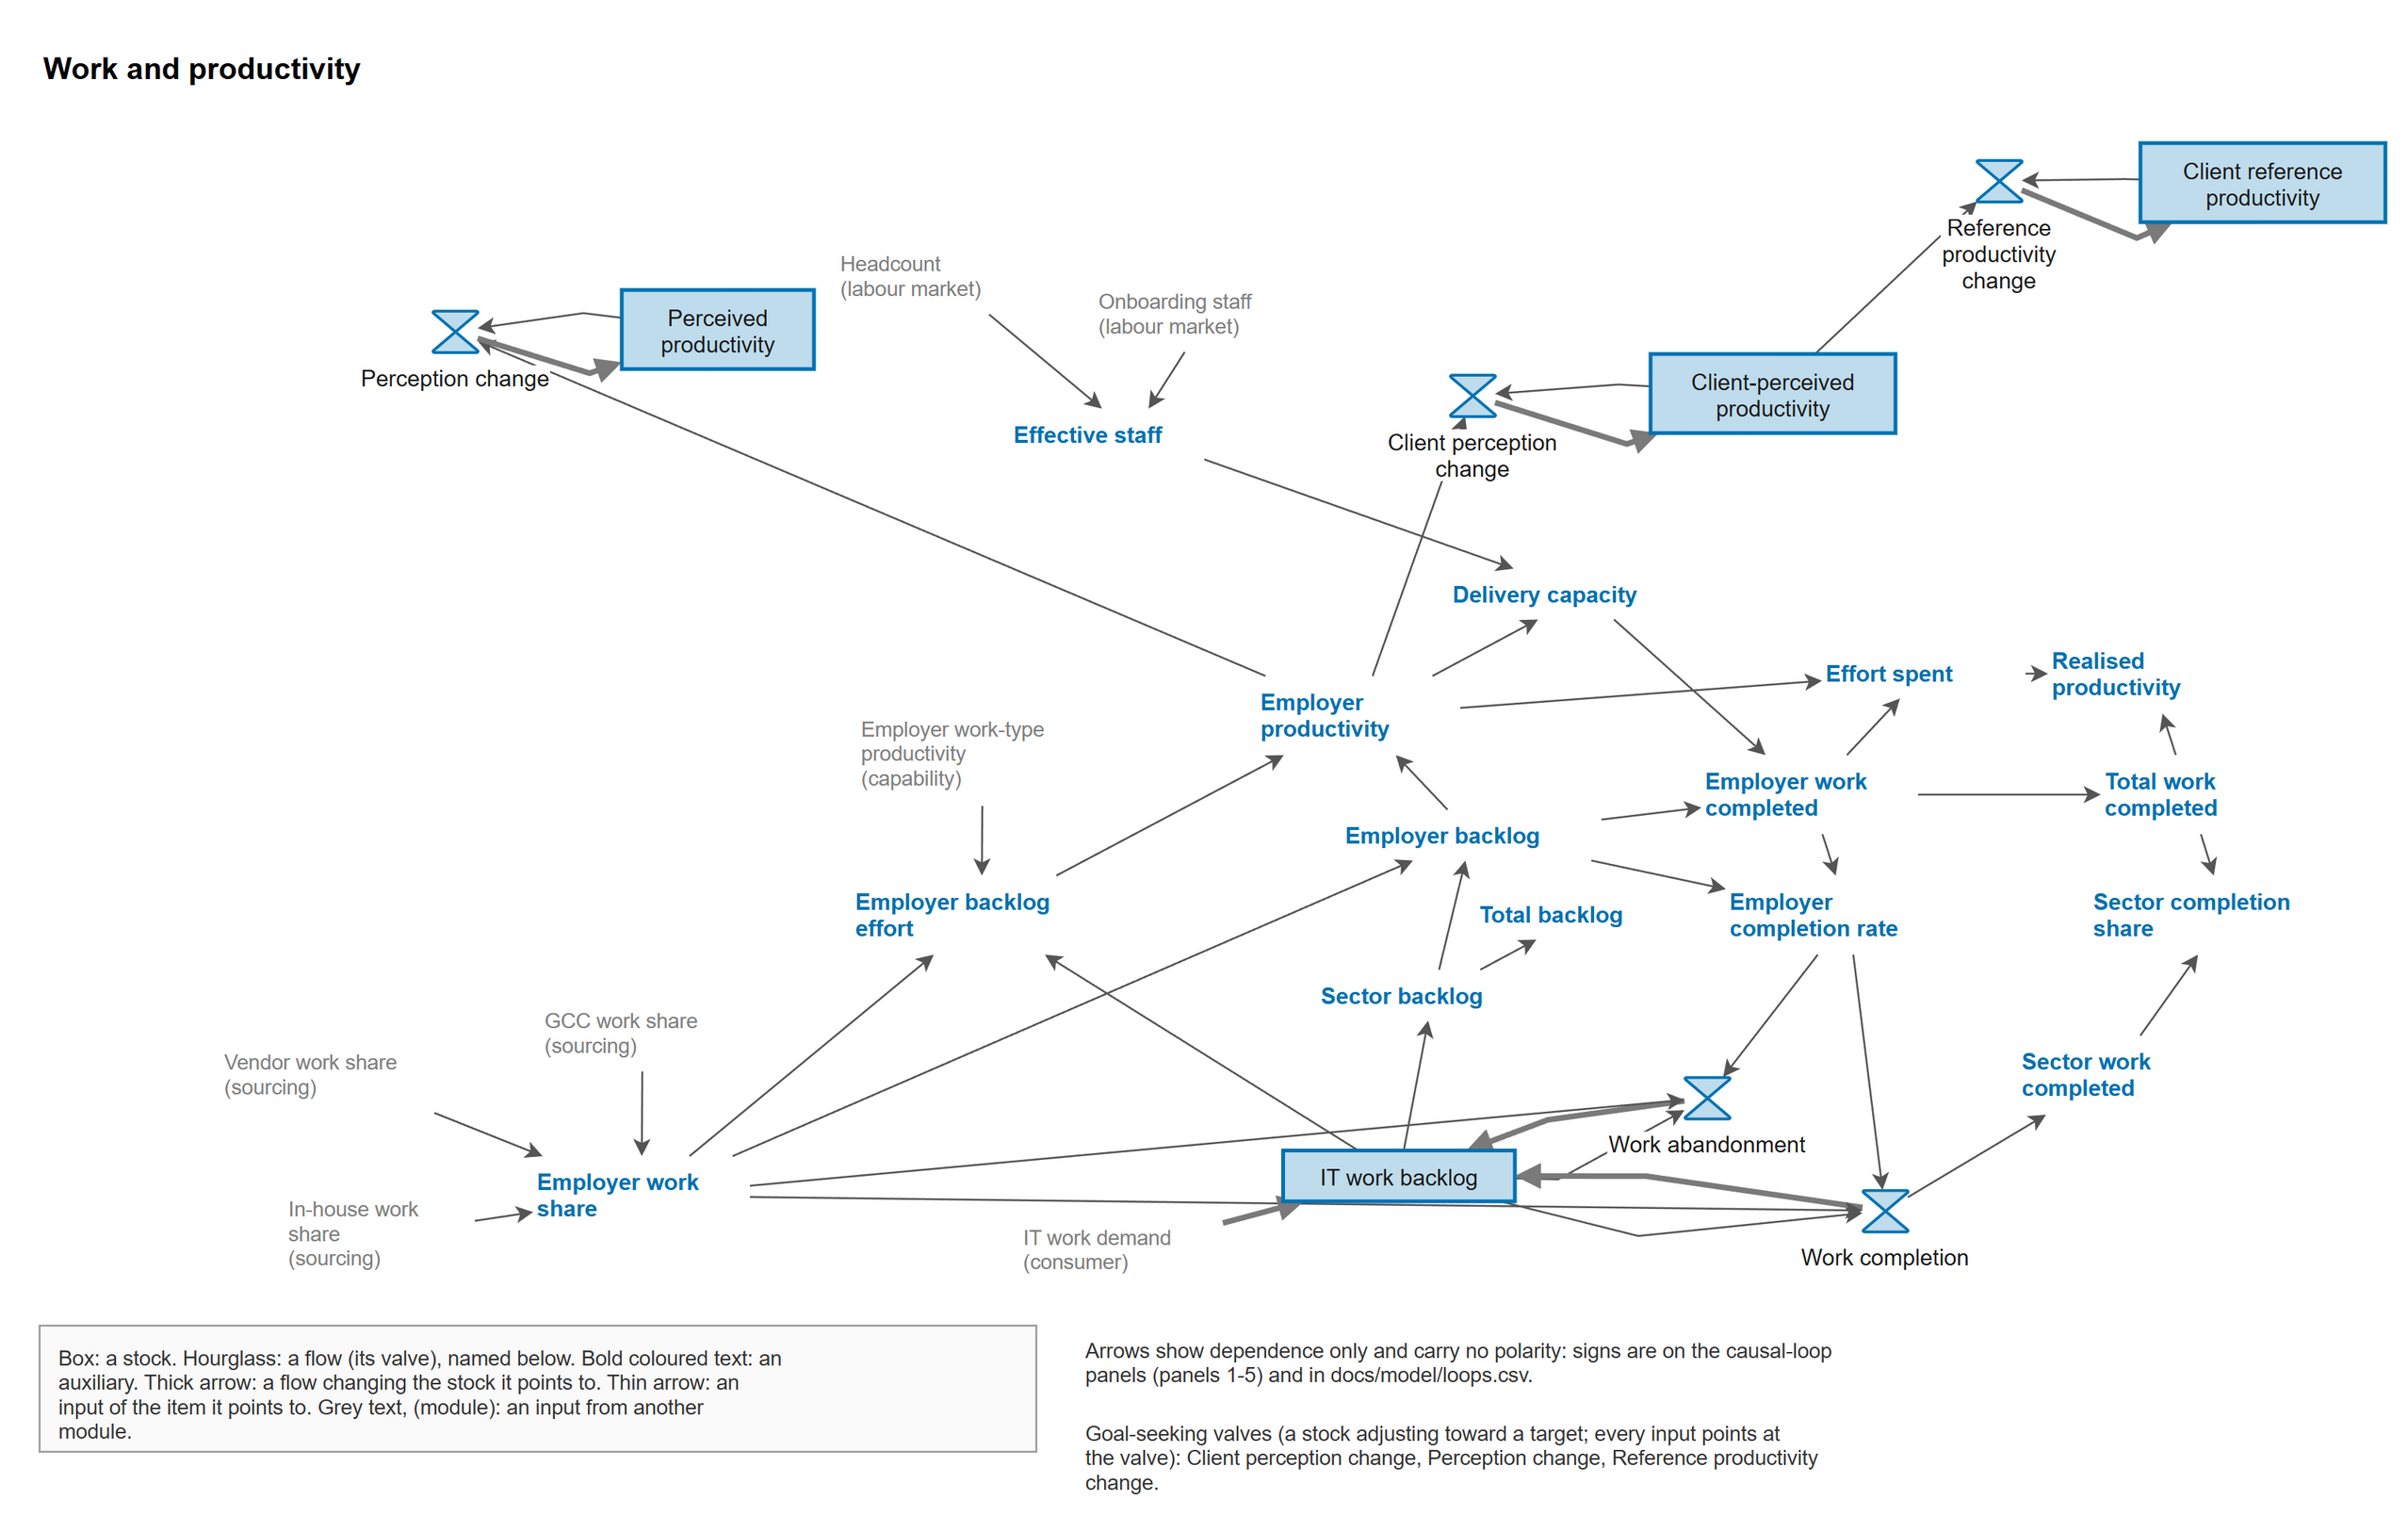 Work and productivity
Client reference
productivity
Reference
productivity
change
Headcount
(labour market)
Onboarding staff
(labour market)
Perceived
productivity
Perception change
Client-perceived
productivity
Client perception
change
Effective staff
Delivery capacity
Effort spent
Realised
productivity
Employer
productivity
Employer work-type
productivity
(capability)
Employer work
completed
Total work
completed
Employer backlog
Employer backlog
effort
Total backlog
Employer
completion rate
Sector completion
share
Sector backlog
GCC work share
(sourcing)
Vendor work share
(sourcing)
Sector work
completed
Work abandonment
IT work backlog
Employer work
share
In-house work
share
(sourcing)
IT work demand
(consumer)
Work completion
Box: a stock. Hourglass: a flow (its valve), named below. Bold coloured text: an
auxiliary. Thick arrow: a flow changing the stock it points to. Thin arrow: an
input of the item it points to. Grey text, (module): an input from another
module.
Arrows show dependence only and carry no polarity: signs are on the causal-loop
panels (panels 1-5) and in docs/model/loops.csv.
Goal-seeking valves (a stock adjusting toward a target; every input points at
the valve): Client perception change, Perception change, Reference productivity
change.